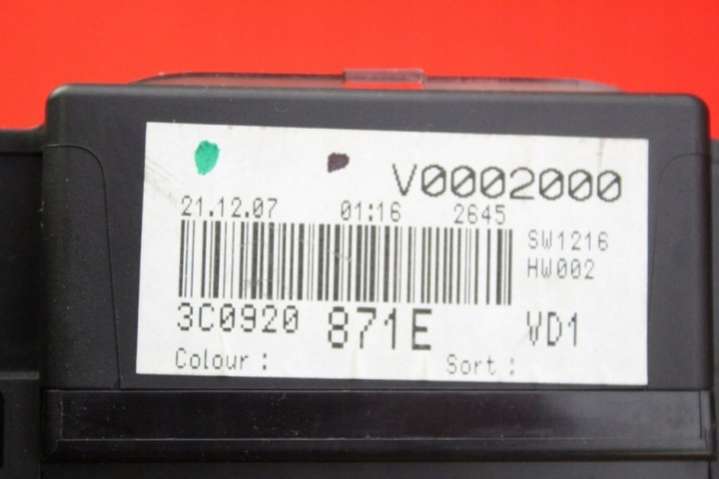 V0002000
21.12.07 01:16 2645
SW1216
HW002
3C0920 871E VD1
Colour : Sort :